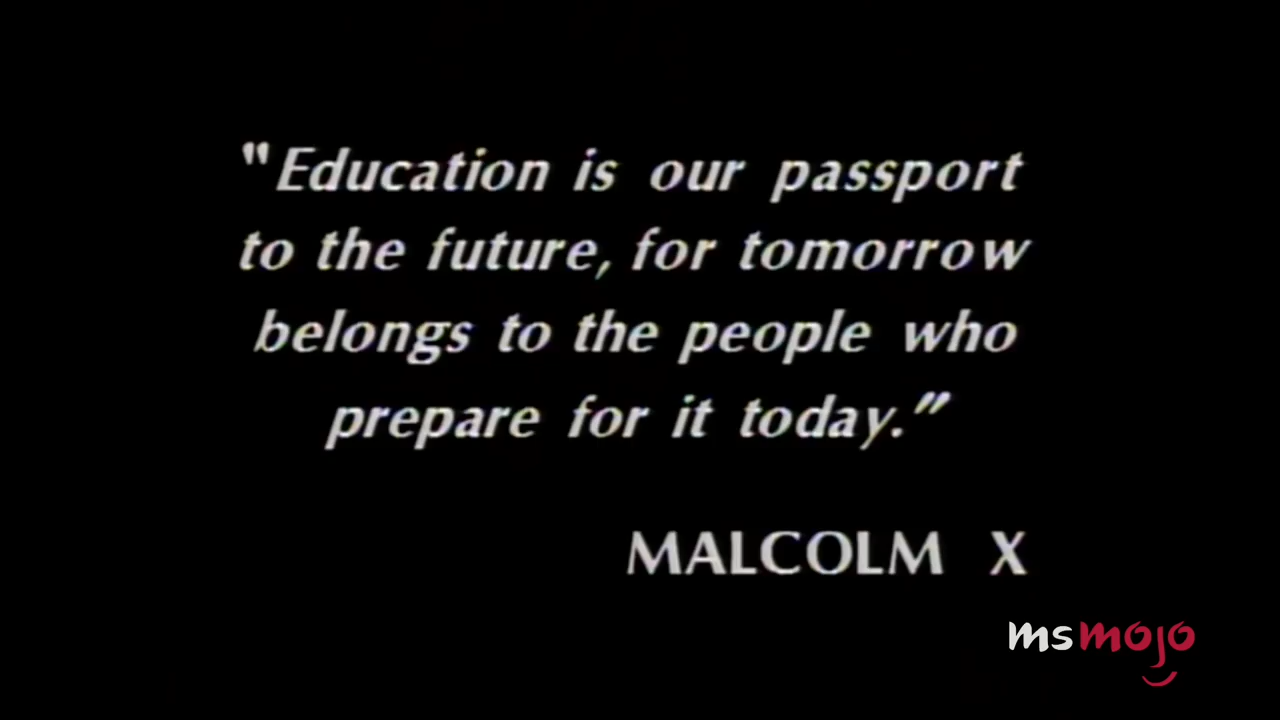 "Education is our passport
to the future, for tomorrow
belongs to the people who
prepare for it today."
MALCOLM X
msmojo